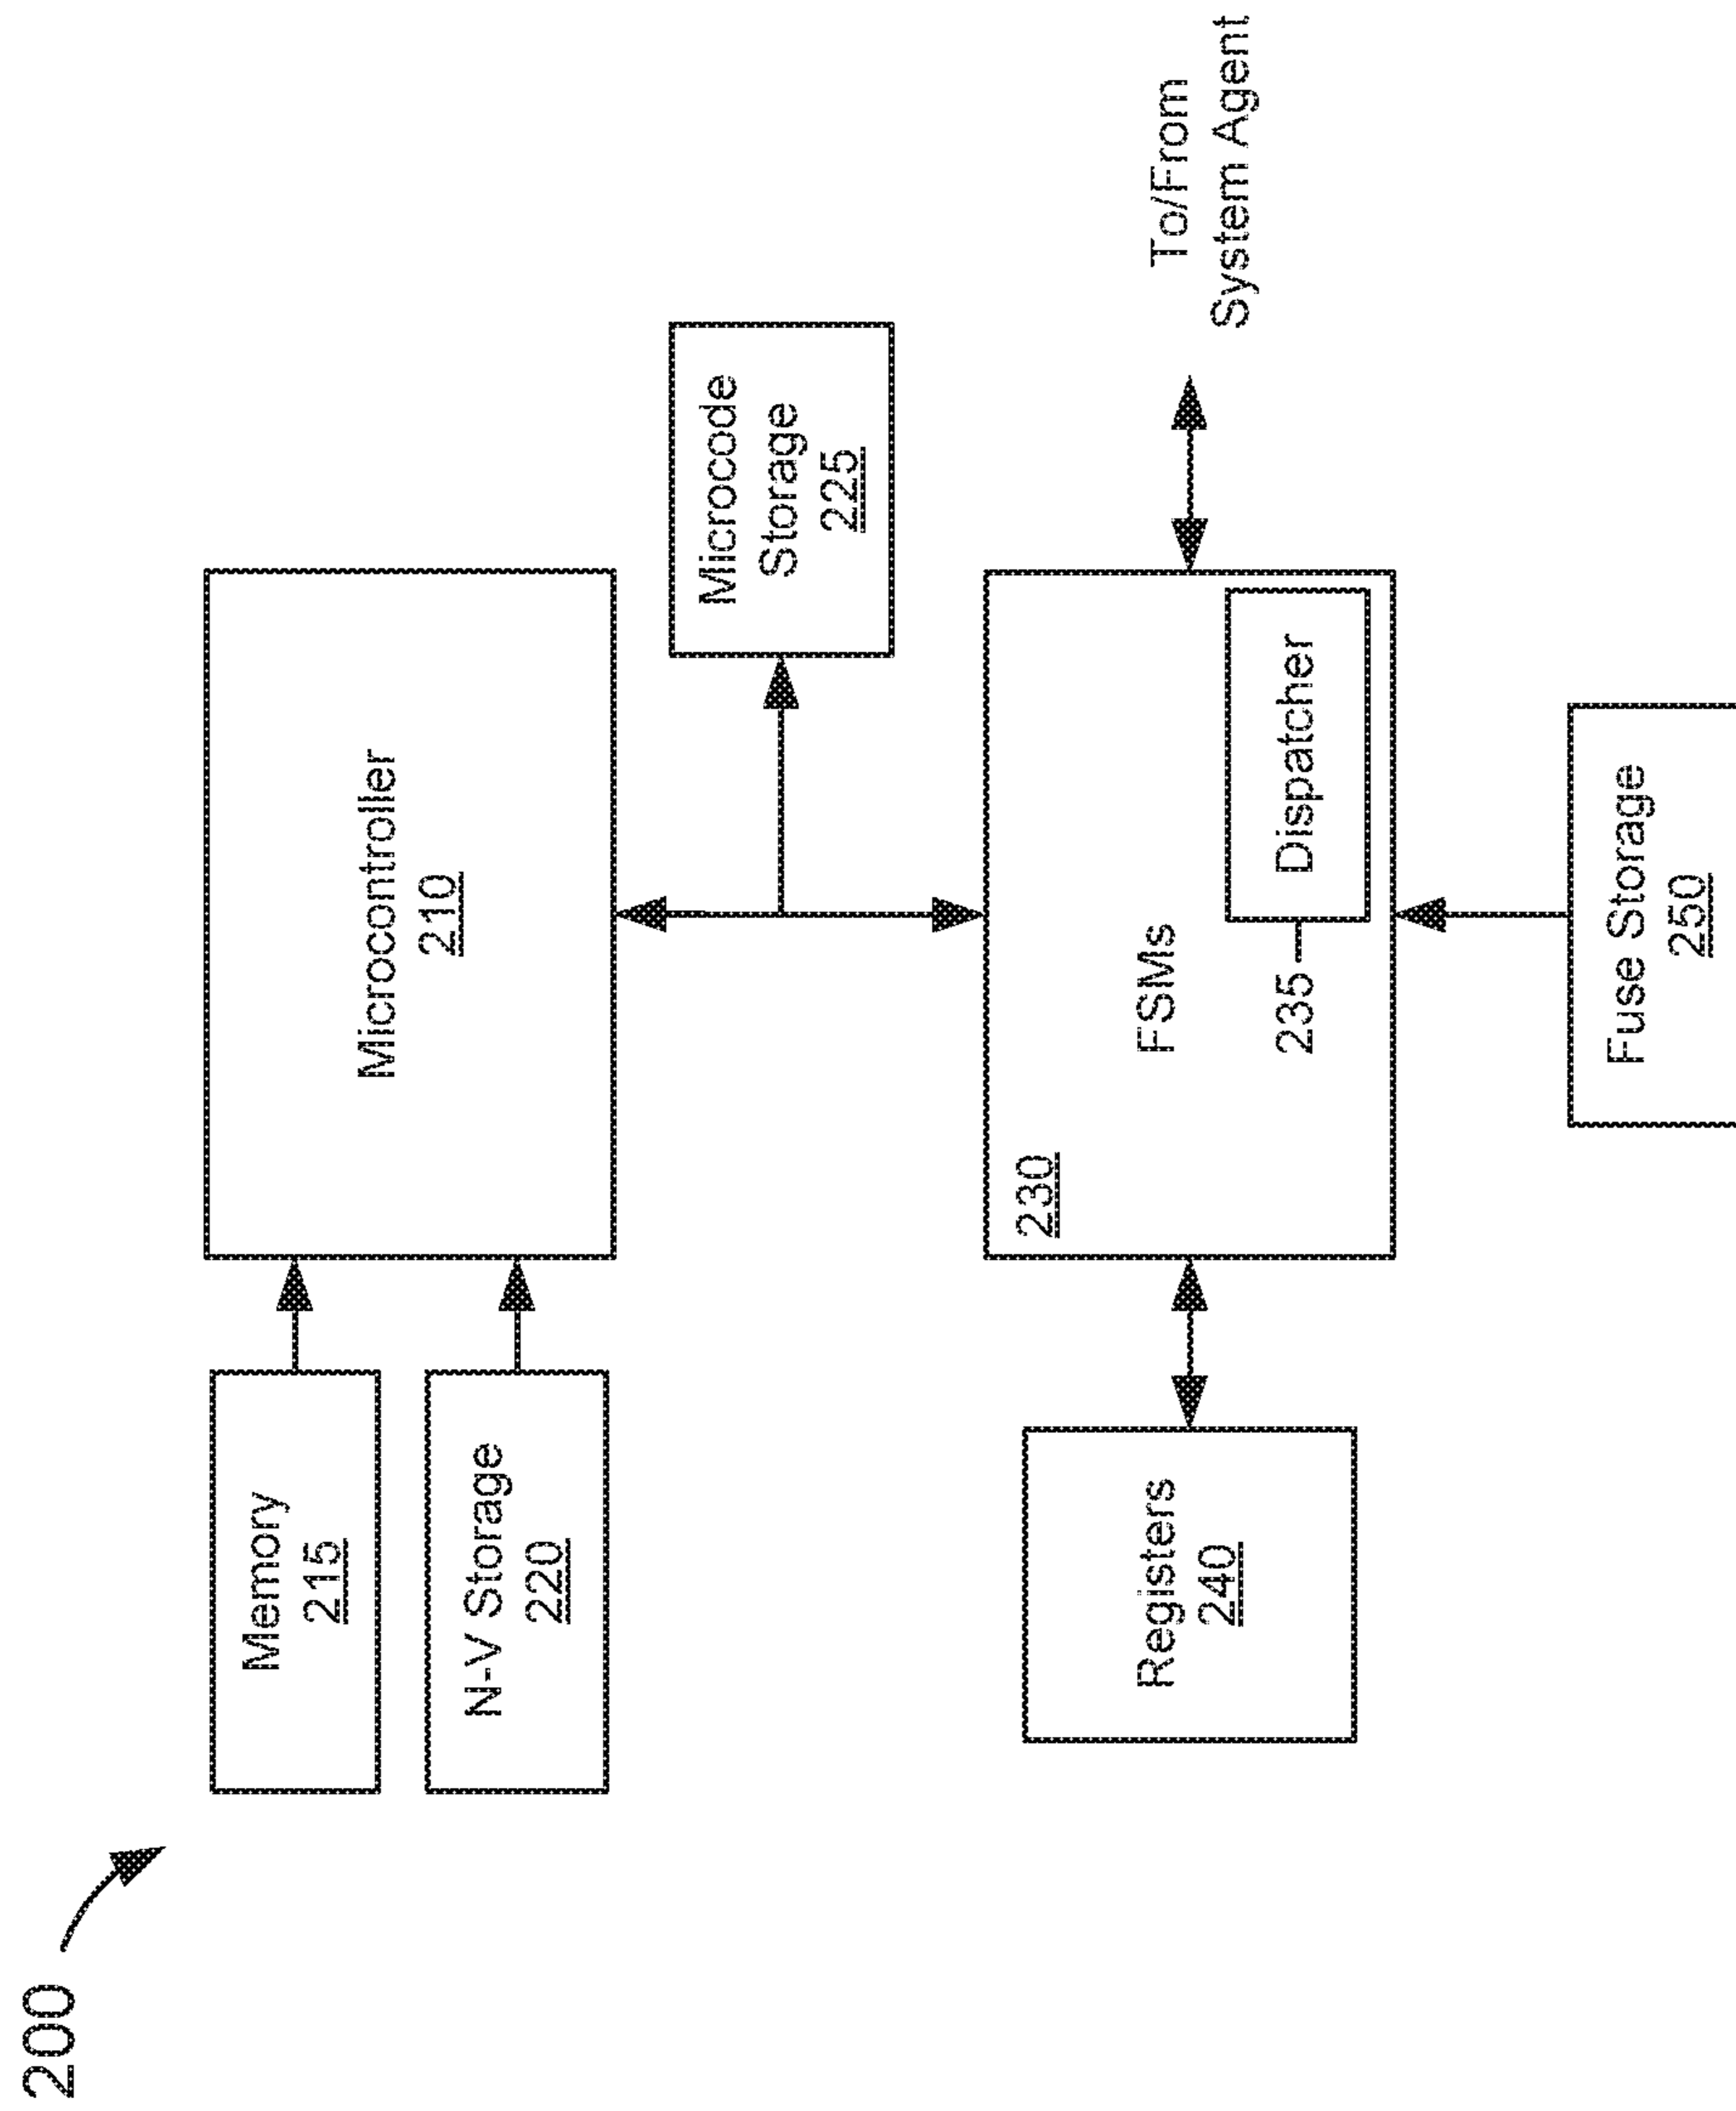 200
Memory
215
N-V Storage
220
Microcontroller
210
Microcode
Storage
225
Registers
240
230
FSMs
235
Dispatcher
To/From
System Agent
Fuse Storage
250